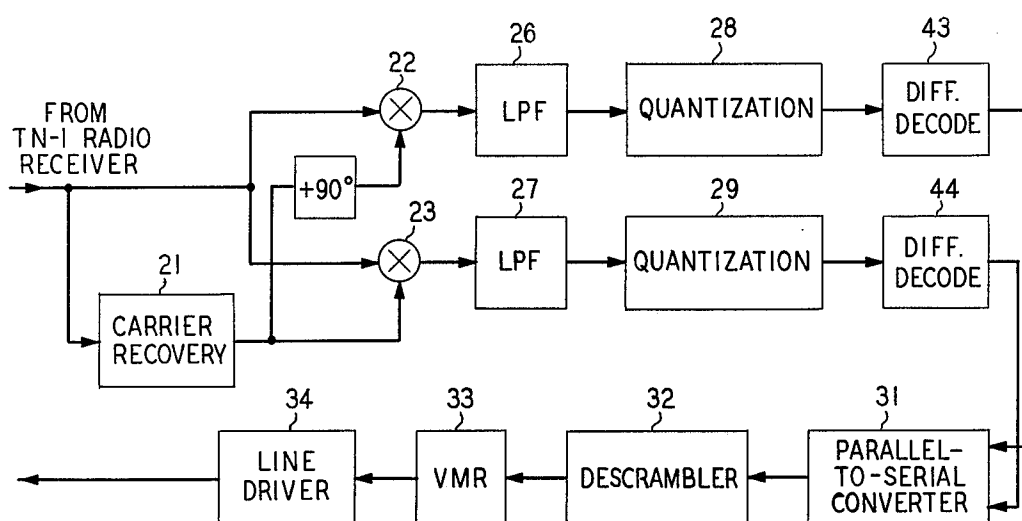 FROM
TN-1 RADIO
RECEIVER
22
26
28
43
LPF
QUANTIZATION
DIFF.
DECODE
+90°
23
27
29
44
LPF
QUANTIZATION
DIFF.
DECODE
21
CARRIER
RECOVERY
34
33
32
31
LINE
DRIVER
VMR
DESCRAMBLER
PARALLEL-
TO-SERIAL
CONVERTER